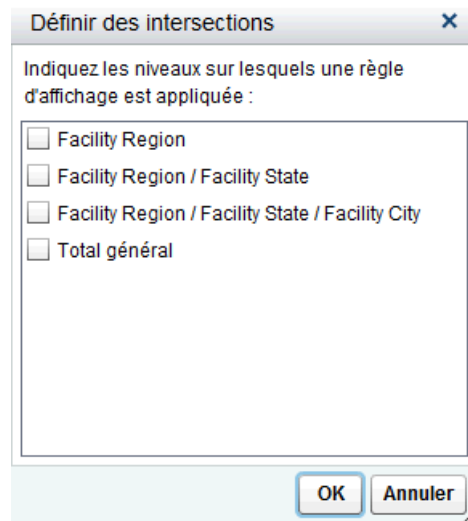 Définir des intersections
Indiquez les niveaux sur lesquels une règle
d'affichage est appliquée :
Facility Region
Facility Region / Facility State
Facility Region / Facility State / Facility City
Total général
OK
Annuler